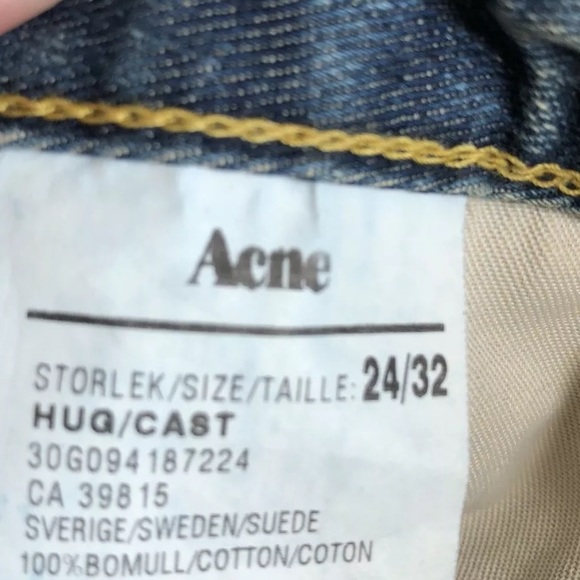 Acne
STORLEK/SIZE/TAILLE: 24/32
HUG/CAST
30G094187224
CA 39815
SVERIGE/SWEDEN/SUEDE
100%BOMULL/COTTON/COTON